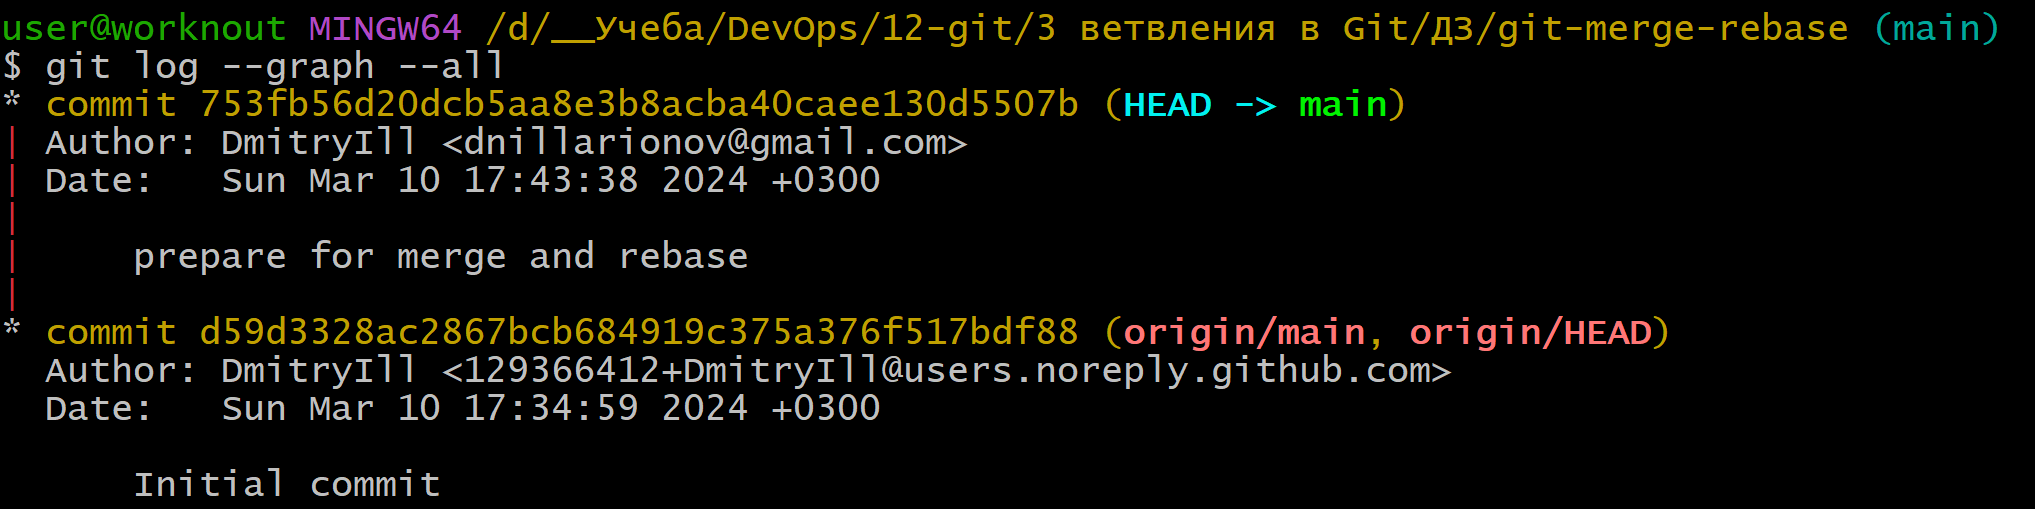 user@worknout MINGW64 /d/__Учеба/DevOps/12-git/3 ветвления в Git/ДЗ/git-merge-rebase (main)
$ git log --graph --all
* commit 753fb56d20dcb5aa8e3b8acba40caee130d5507b (HEAD -> main)
| Author: DmitryIll <dnillarionov@gmail.com>
| Date:   Sun Mar 10 17:43:38 2024 +0300
|
|     prepare for merge and rebase
|
* commit d59d3328ac2867bcb684919c375a376f517bdf88 (origin/main, origin/HEAD)
  Author: DmitryIll <129366412+DmitryIll@users.noreply.github.com>
  Date:   Sun Mar 10 17:34:59 2024 +0300

      Initial commit